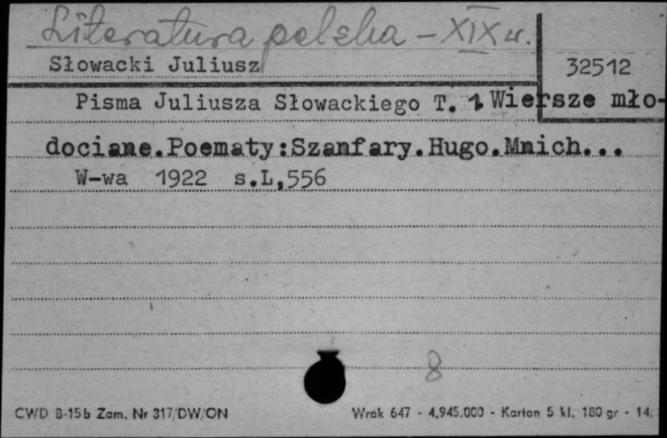 Literatura polska - XIX w.
Słowacki Juliusz
32512
Pisma Juliusza Słowackiego T. 1 Wiersze mło-
dociane.Poematy:Szanfary.Hugo.Mnich...
W-wa 1922 s.L,556
8
CWD B-15b Zam. Nr 317/DW/ON
Wrak 647 - 4,945.000 - Karton 5 kl. 180 gr - 14.